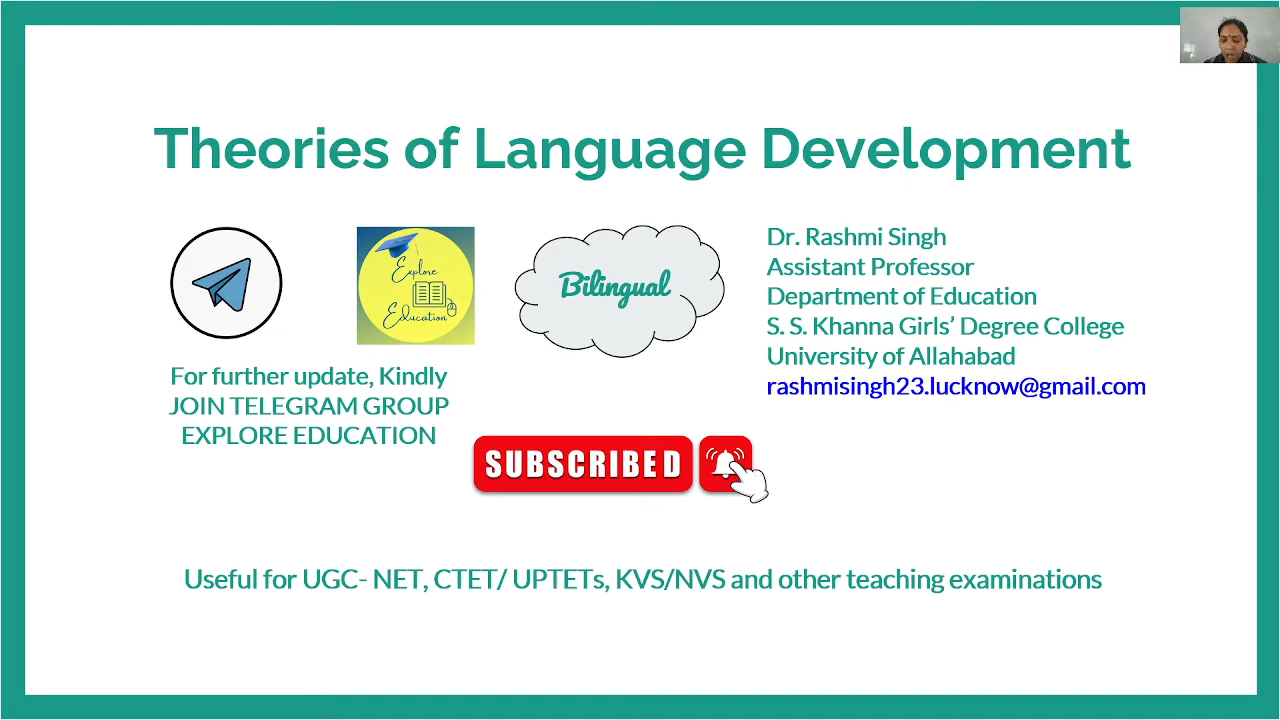 Theories of Language Development
Explore
Education
Bilingual
Dr. Rashmi Singh
Assistant Professor
Department of Education
S. S. Khanna Girls’ Degree College
University of Allahabad
rashmisingh23.lucknow@gmail.com
For further update, Kindly
JOIN TELEGRAM GROUP
EXPLORE EDUCATION
SUBSCRIBED
Useful for UGC- NET, CTET/ UPTETs, KVS/NVS and other teaching examinations